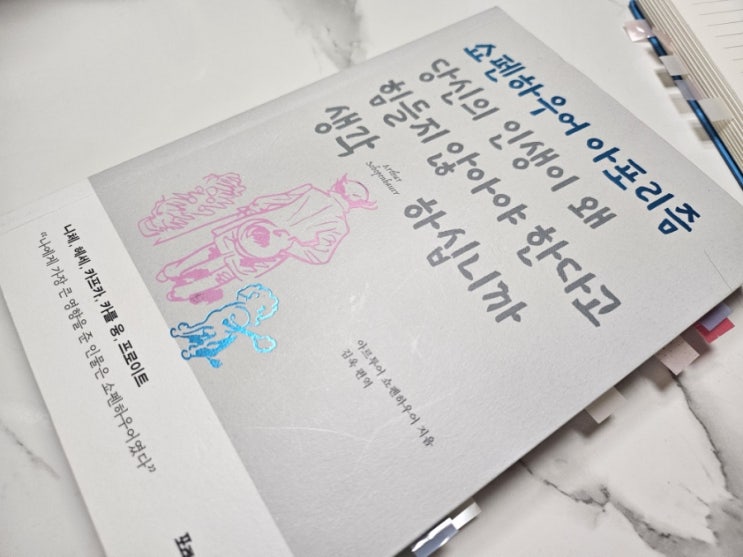 쇼펜하우어 아포리즘
당신의 인생이 왜
힘들지 않아야 한다고
생각 하십니까
Arthur
Schopenhauer
아르투어 쇼펜하우어 지음
김욱 편역
니체, 헤세, 카프카, 카를 융, 프로이트
“나에게 가장 큰 영향을 준 인물은 쇼펜하우어였다”